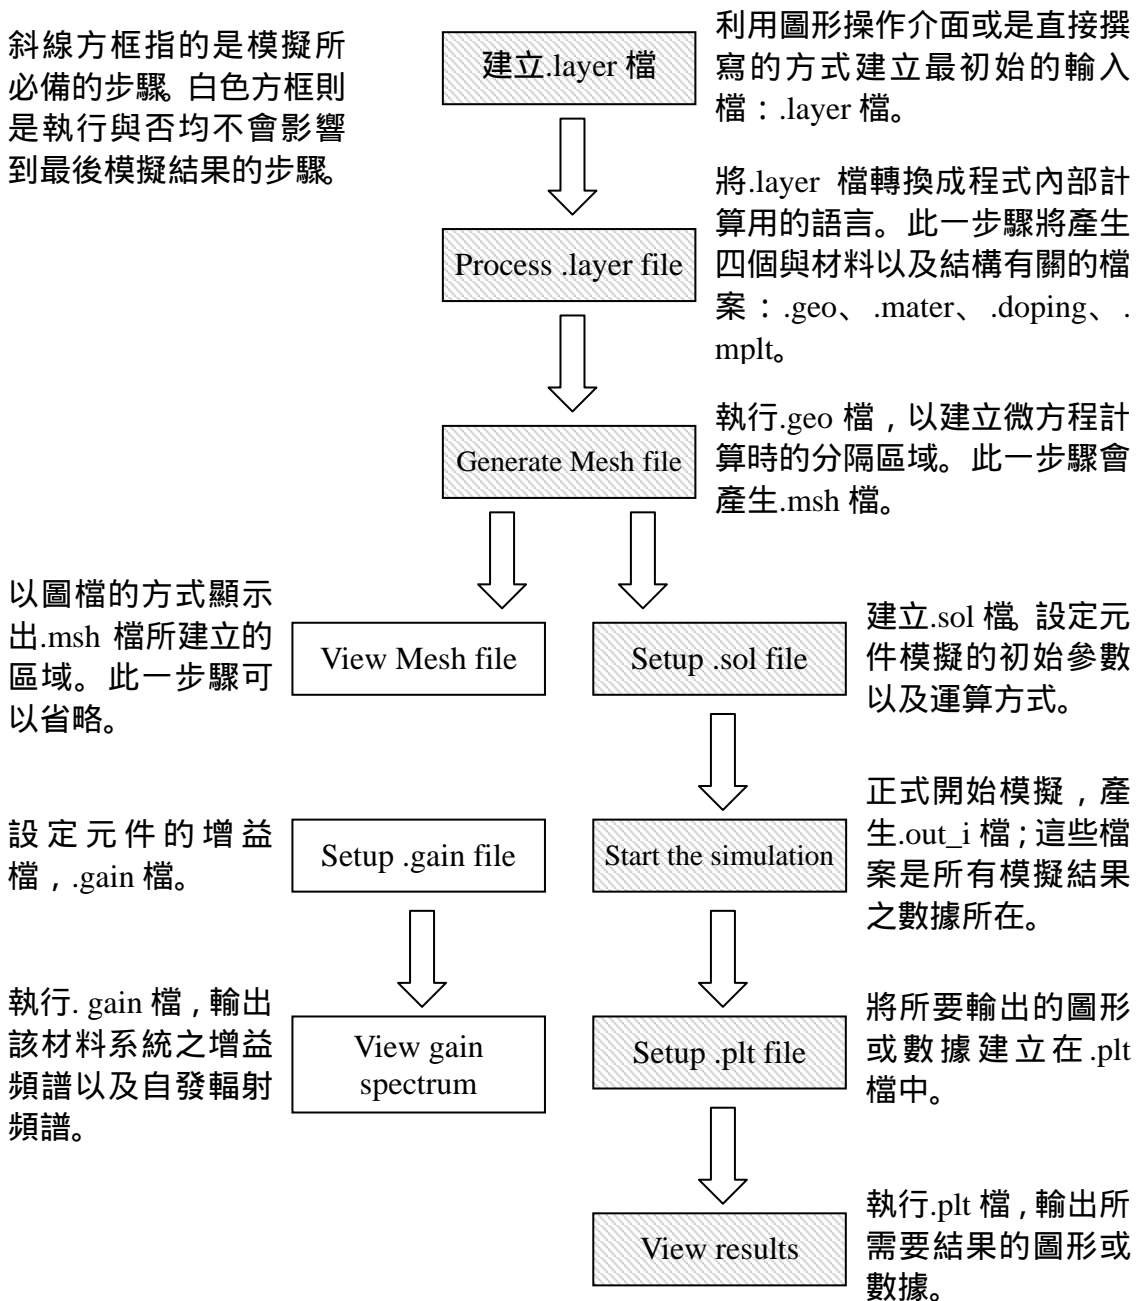 斜線方框指的是模擬所
必備的步驟。白色方框則
是執行與否均不會影響
到最後模擬結果的步驟。
建立.layer 檔
利用圖形操作介面或是直接撰
寫的方式建立最初始的輸入
檔：.layer 檔。
Process .layer file
將.layer 檔轉換成程式內部計
算用的語言。此一步驟將產生
四個與材料以及結構有關的檔
案：.geo、.mater、.doping、.
mplt。
Generate Mesh file
執行.geo 檔，以建立微方程計
算時的分隔區域。此一步驟會
產生.msh 檔。
以圖檔的方式顯示
出.msh 檔所建立的
區域。此一步驟可
以省略。
View Mesh file
Setup .sol file
建立.sol 檔。設定元
件模擬的初始參數
以及運算方式。
設定元件的增益
檔，.gain 檔。
Setup .gain file
Start the simulation
正式開始模擬，產
生.out_i 檔；這些檔
案是所有模擬結果
之數據所在。
執行. gain 檔，輸出
該材料系統之增益
頻譜以及自發輻射
頻譜。
View gain
spectrum
Setup .plt file
將所要輸出的圖形
或數據建立在.plt
檔中。
View results
執行.plt 檔，輸出所
需要結果的圖形或
數據。